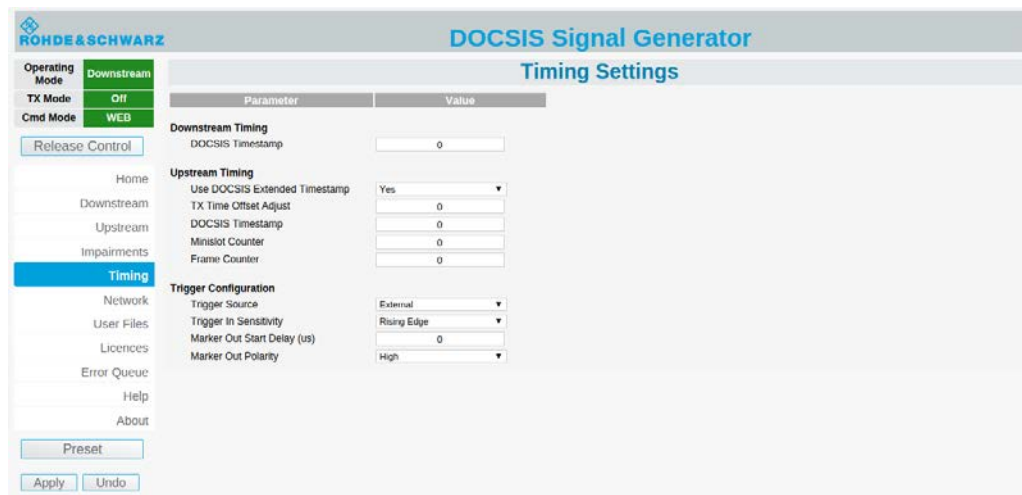 ROHDE&SCHWARZ
DOCSIS Signal Generator
Operating Mode Downstream
TX Mode Off
Cmd Mode WEB
Release Control
Home
Downstream
Upstream
Impairments
Timing
Network
User Files
Licences
Error Queue
Help
About
Preset
Apply Undo
Timing Settings
Parameter Value
Downstream Timing
DOCSIS Timestamp 0
Upstream Timing
Use DOCSIS Extended Timestamp Yes
TX Time Offset Adjust 0
DOCSIS Timestamp 0
Minislot Counter 0
Frame Counter 0
Trigger Configuration
Trigger Source External
Trigger In Sensitivity Rising Edge
Marker Out Start Delay (us) 0
Marker Out Polarity High